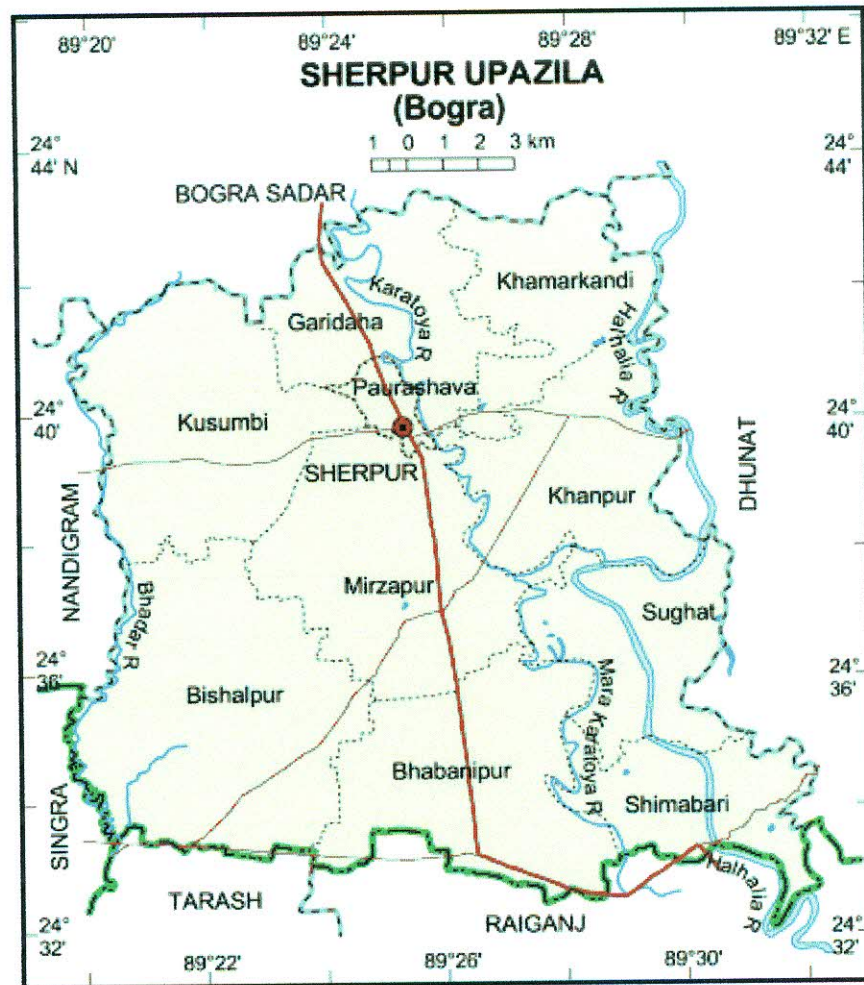 89°20' 89°24' 89°28' 89°32' E
SHERPUR UPAZILA
(Bogra)
1 0 1 2 3 km
24°
44' N
24°
44'
BOGRA SADAR
Khamarkandi
Karatoya R
Garidaha
Halhalia R
Paurashava
24°
40'
Kusumbi
24°
40'
SHERPUR
DHUNAT
Khanpur
NANDIGRAM
Bhadar R
Mirzapur
Sughat
24°
36'
24°
36'
Bishalpur
Mara Karatoya R
Bhabanipur
Shimabari
SINGRA
Halhalia R
TARASH
RAIGANJ
24°
32'
24°
32'
89°22' 89°26' 89°30'